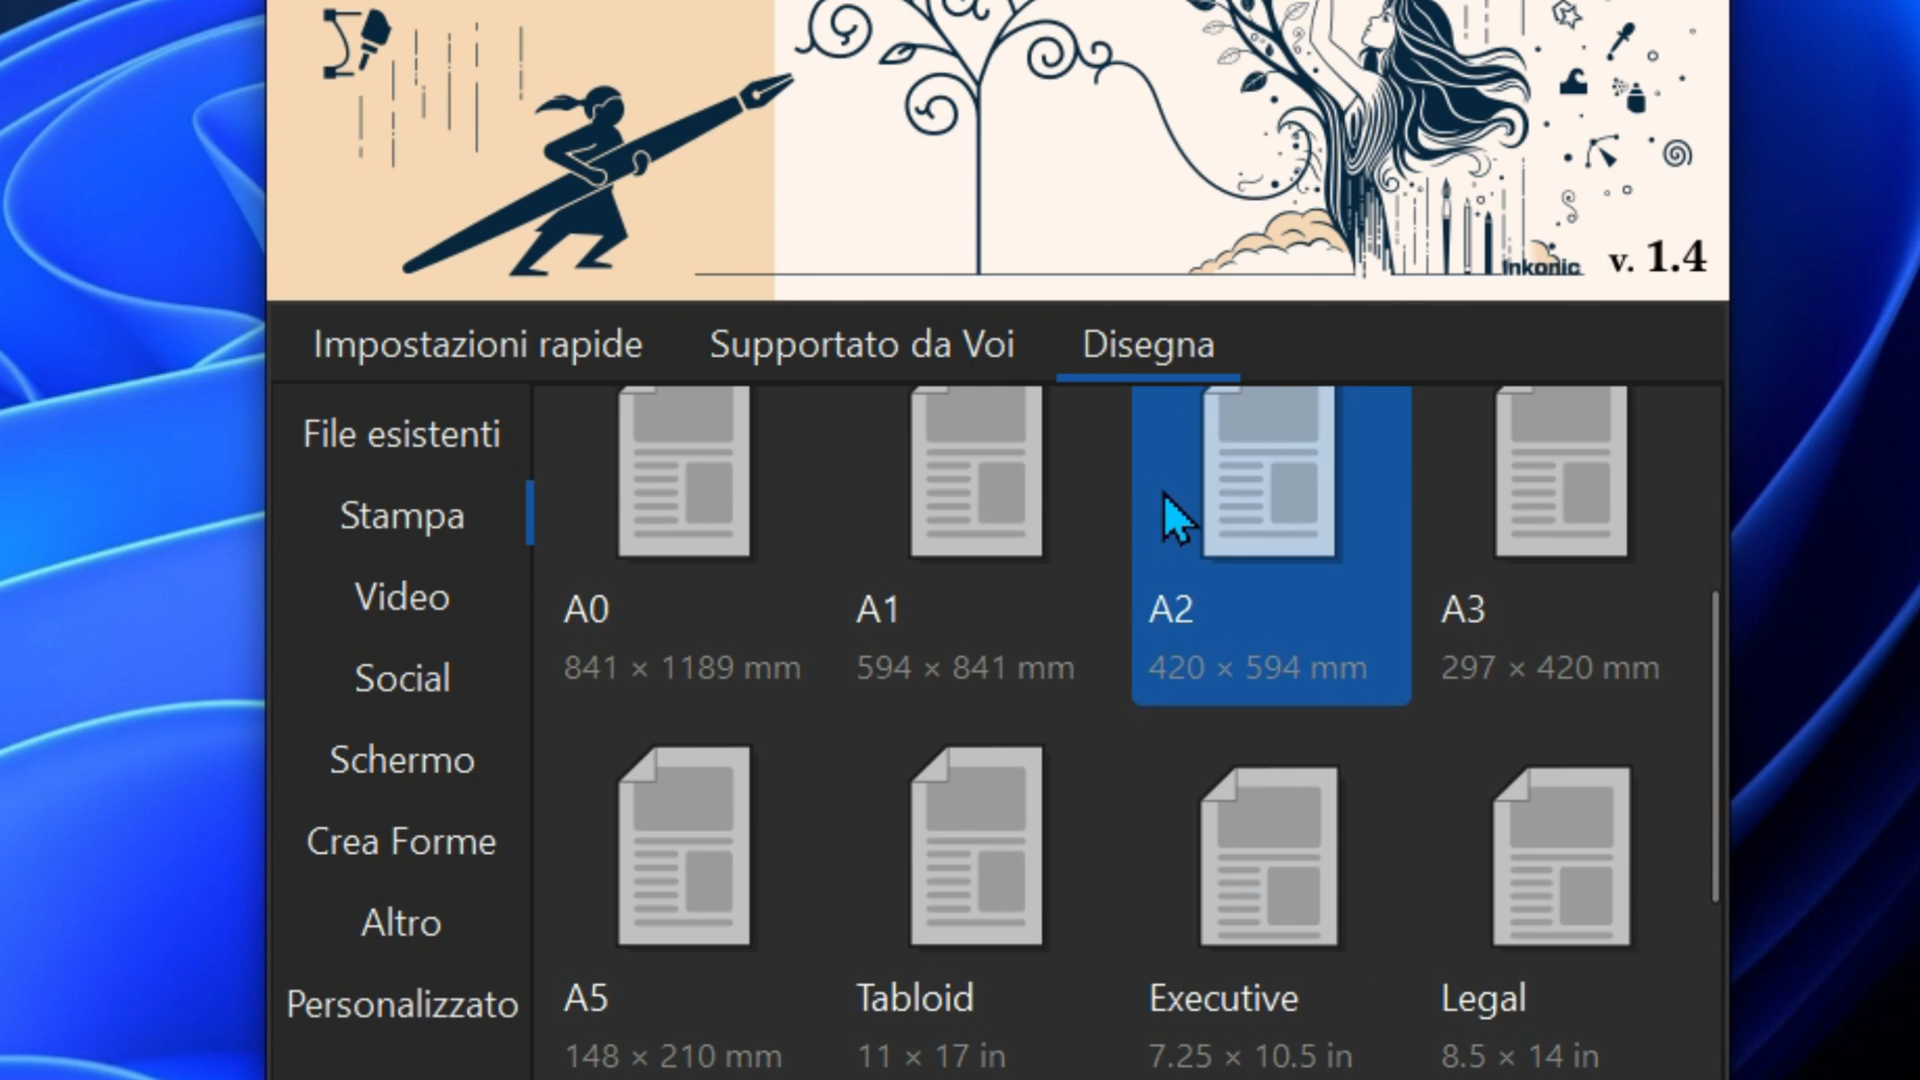 Inkonic
v. 1.4
Impostazioni rapide
Supportato da Voi
Disegna
File esistenti
Stampa
Video
Social
Schermo
Crea Forme
Altro
Personalizzato
A0
A1
A2
A3
841 × 1189 mm
594 × 841 mm
420 × 594 mm
297 × 420 mm
A5
Tabloid
Executive
Legal
148 × 210 mm
11 × 17 in
7.25 × 10.5 in
8.5 × 14 in